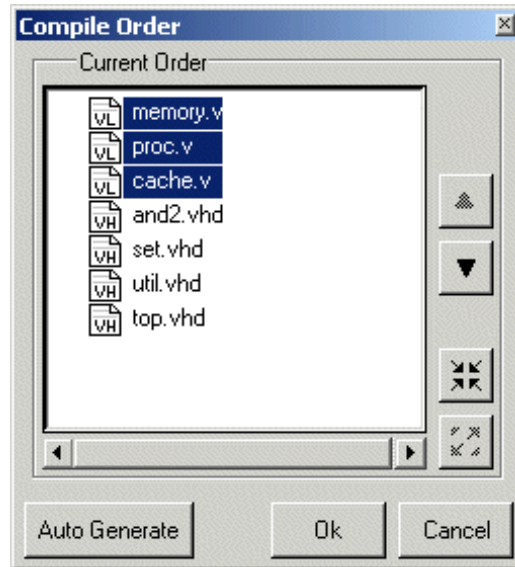 Compile Order
Current Order
VL memory.v
VL proc.v
VL cache.v
VH and2.vhd
VH set.vhd
VH util.vhd
VH top.vhd
Auto Generate Ok Cancel